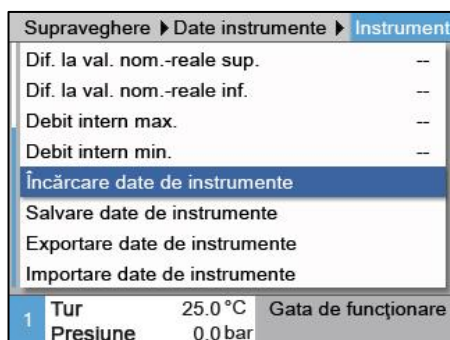 Supraveghere ▶ Date instrumente ▶ Instrument
Dif. la val. nom.-reale sup. --
Dif. la val. nom.-reale inf. --
Debit intern max. --
Debit intern min. --
Încărcare date de instrumente
Salvare date de instrumente
Exportare date de instrumente
Importare date de instrumente
1 Tur 25.0 °C Gata de funcţionare
Presiune 0.0 bar